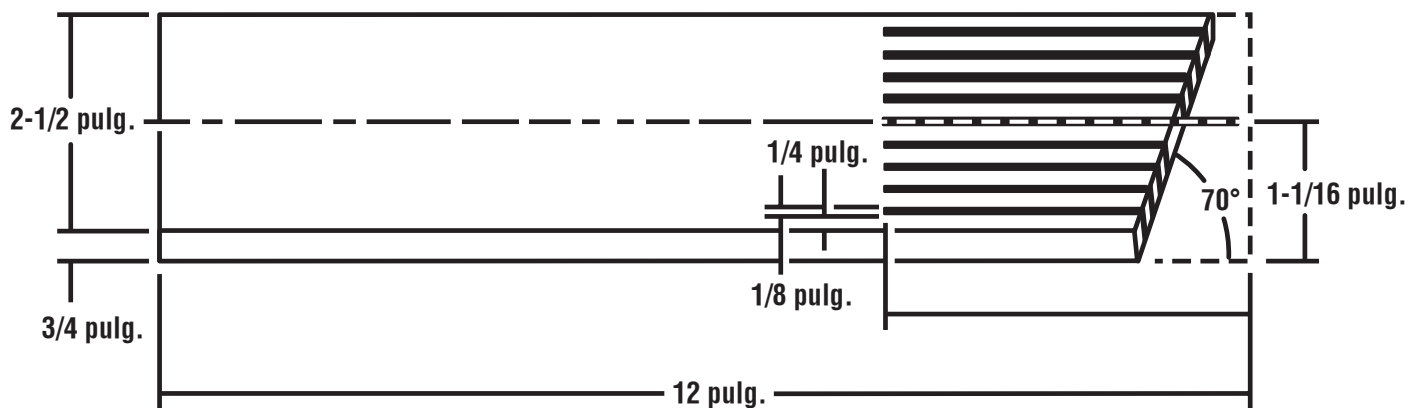 2-1/2 pulg.
1/4 pulg.
70°
1-1/16 pulg.
1/8 pulg.
3/4 pulg.
12 pulg.